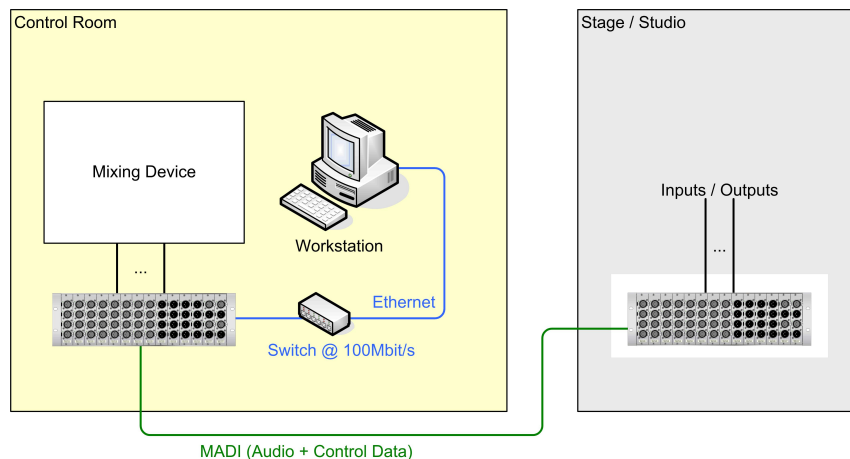 Control Room
Stage / Studio
Mixing Device
...
Workstation
Inputs / Outputs
...
Ethernet
Switch @ 100Mbit/s
MADI (Audio + Control Data)